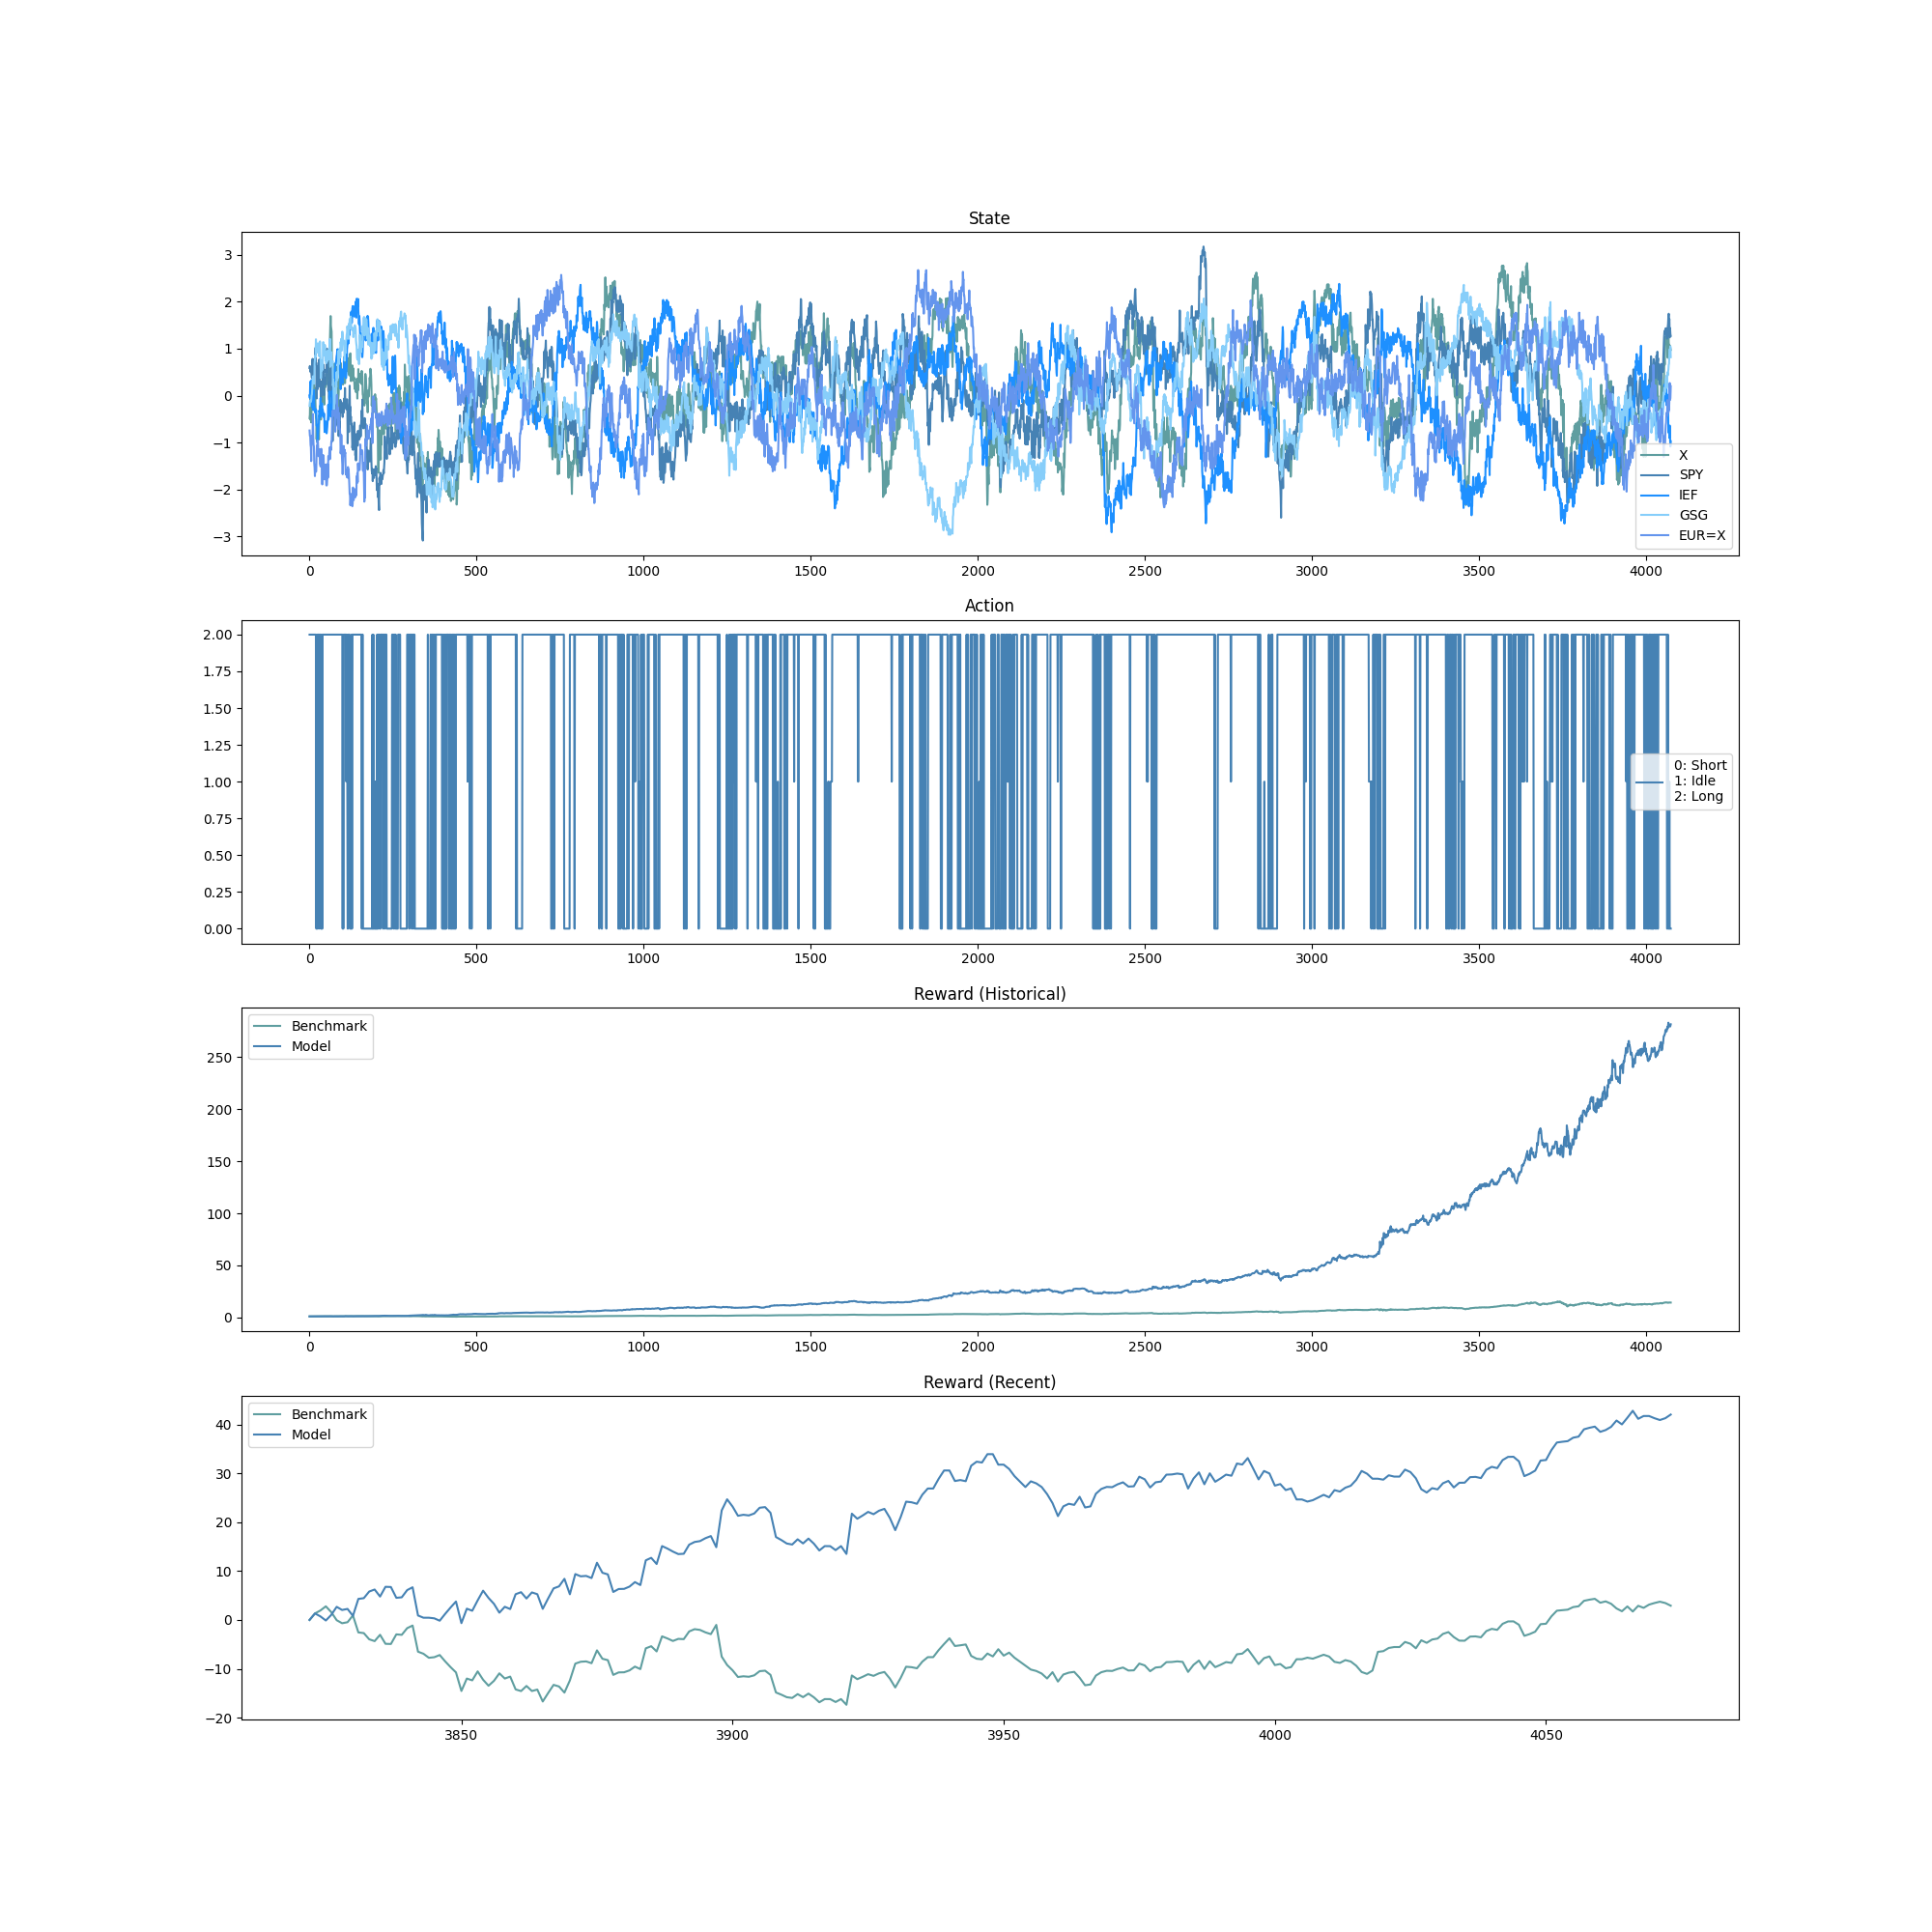 State
3
2
1
0
−1
−2
−3
X
SPY
IEF
GSG
EUR=X
0 500 1000 1500 2000 2500 3000 3500 4000
Action
2.00
1.75
1.50
1.25
1.00
0.75
0.50
0.25
0.00
0: Short
1: Idle
2: Long
0 500 1000 1500 2000 2500 3000 3500 4000
Reward (Historical)
Benchmark
Model
250
200
150
100
50
0
0 500 1000 1500 2000 2500 3000 3500 4000
Reward (Recent)
Benchmark
Model
40
30
20
10
0
−10
−20
3850 3900 3950 4000 4050